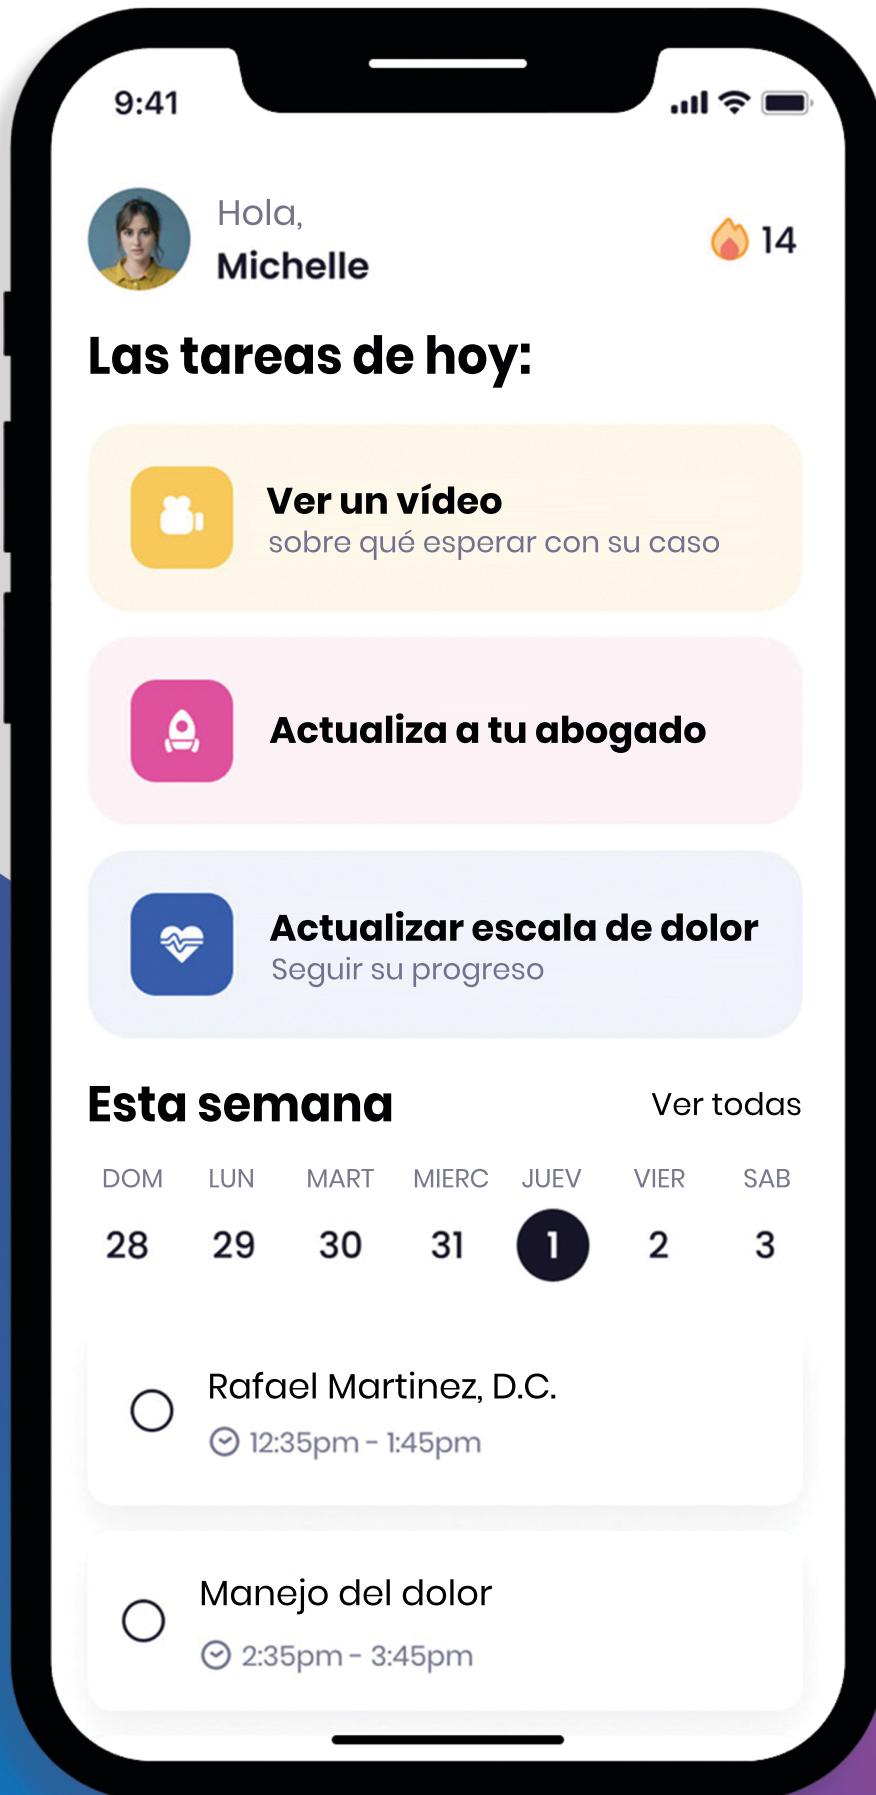 9:41
Hola,
Michelle
14
Las tareas de hoy:
Ver un vídeo
sobre qué esperar con su caso
Actualiza a tu abogado
Actualizar escala de dolor
Seguir su progreso
Esta semana
Ver todas
DOM LUN MART MIERC JUEV VIER SAB
28 29 30 31 1 2 3
Rafael Martinez, D.C.
12:35pm - 1:45pm
Manejo del dolor
2:35pm - 3:45pm